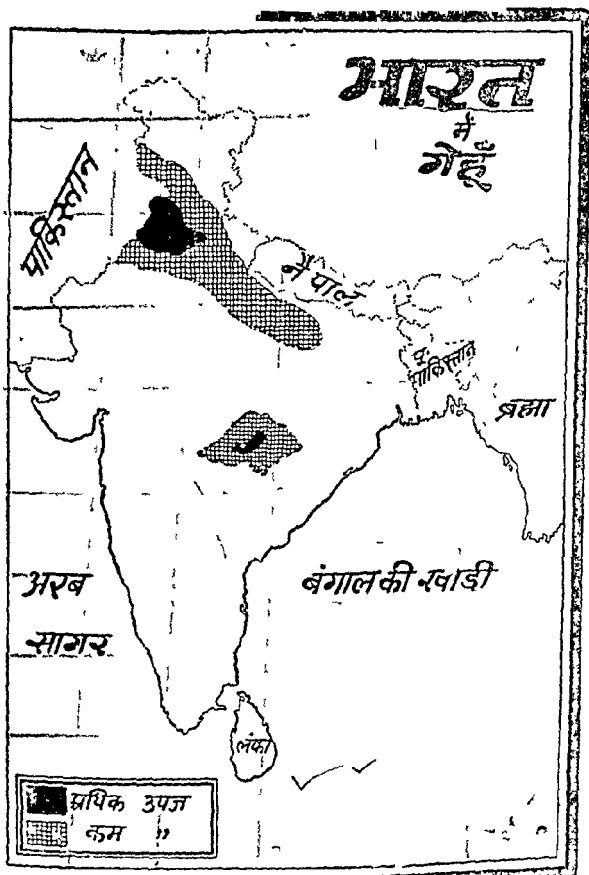 भारत
में
गेहूँ
पाकिस्तान
नैपाल
पू.
पाकिस्तान
ब्रह्मा
अरब
सागर
बंगाल की खाडी
लंका
अधिक उपज
कम "